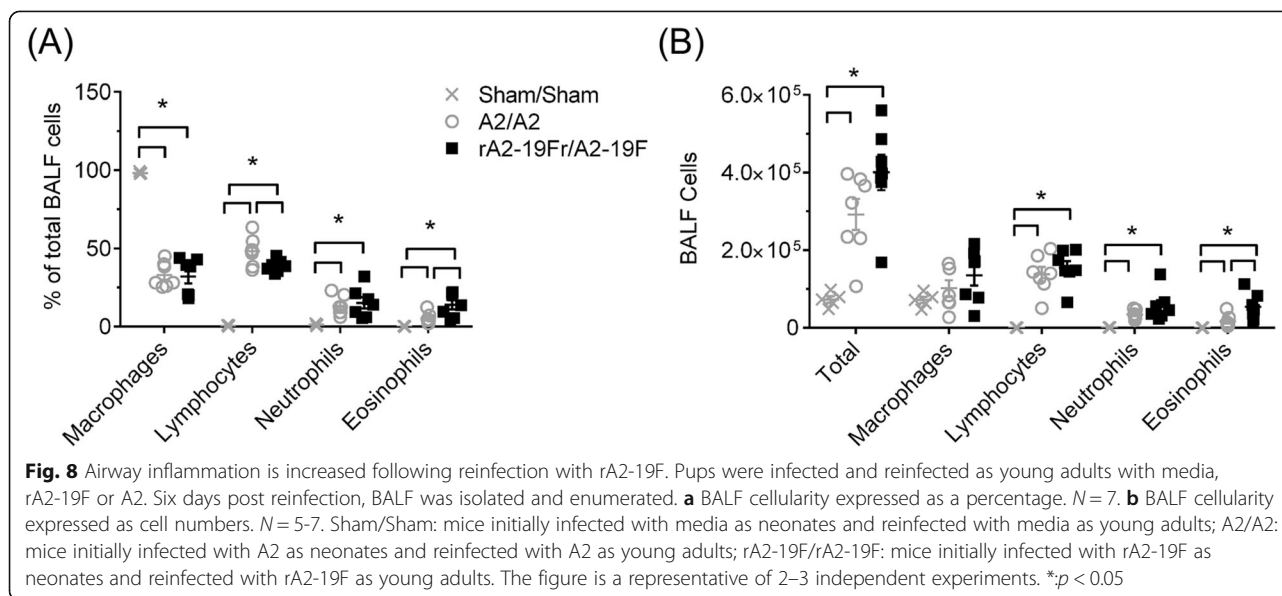 (A)
150
100
50
0
% of total BALF cells
*
*
*
*
× Sham/Sham
○ A2/A2
■ rA2-19Fr/A2-19F
Macrophages
Lymphocytes
Neutrophils
Eosinophils
(B)
6.0×10⁵
4.0×10⁵
2.0×10⁵
0
BALF Cells
*
*
*
*
Total
Macrophages
Lymphocytes
Neutrophils
Eosinophils
Fig. 8 Airway inflammation is increased following reinfection with rA2-19F. Pups were infected and reinfected as young adults with media,
rA2-19F or A2. Six days post reinfection, BALF was isolated and enumerated. a BALF cellularity expressed as a percentage. N = 7. b BALF cellularity
expressed as cell numbers. N = 5-7. Sham/Sham: mice initially infected with media as neonates and reinfected with media as young adults; A2/A2:
mice initially infected with A2 as neonates and reinfected with A2 as young adults; rA2-19F/rA2-19F: mice initially infected with rA2-19F as
neonates and reinfected with rA2-19F as young adults. The figure is a representative of 2–3 independent experiments. *:p < 0.05